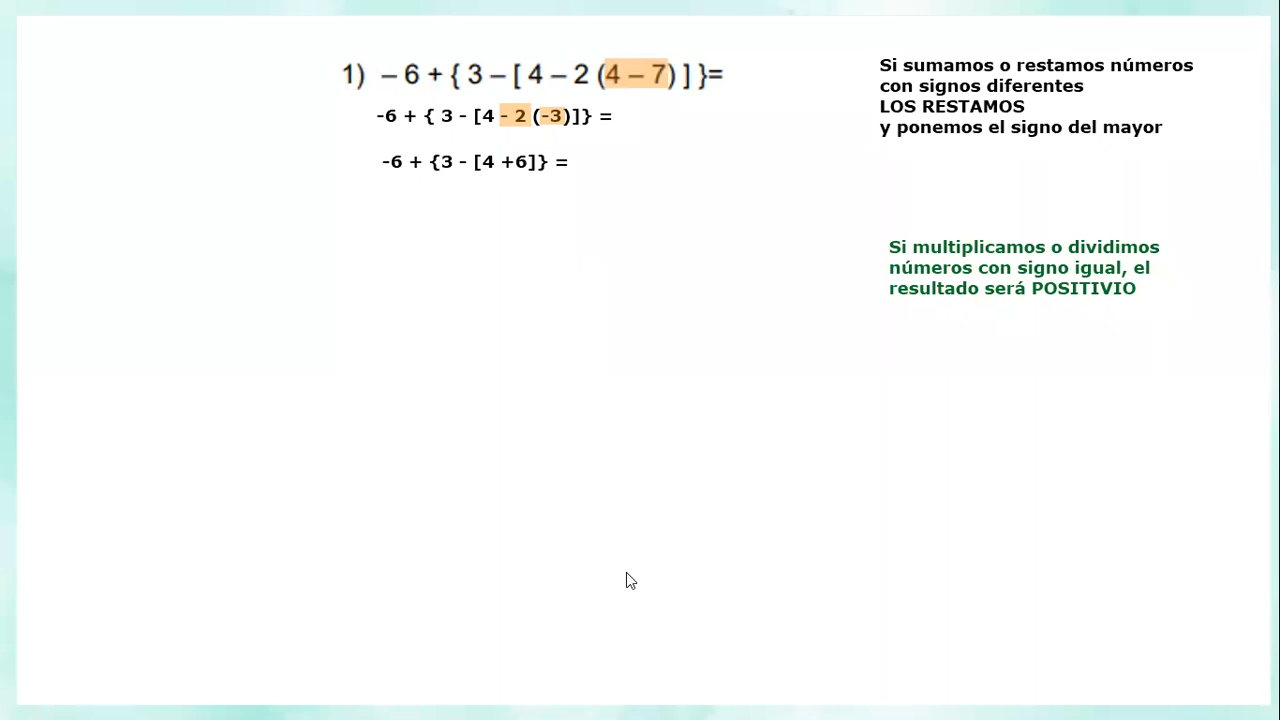 1) – 6 + { 3 – [ 4 – 2 (4 – 7) ] }=
-6 + { 3 - [4 - 2 (-3)]} =
-6 + {3 - [4 +6]} =
Si sumamos o restamos números
con signos diferentes
LOS RESTAMOS
y ponemos el signo del mayor
Si multiplicamos o dividimos
números con signo igual, el
resultado será POSITIVIO